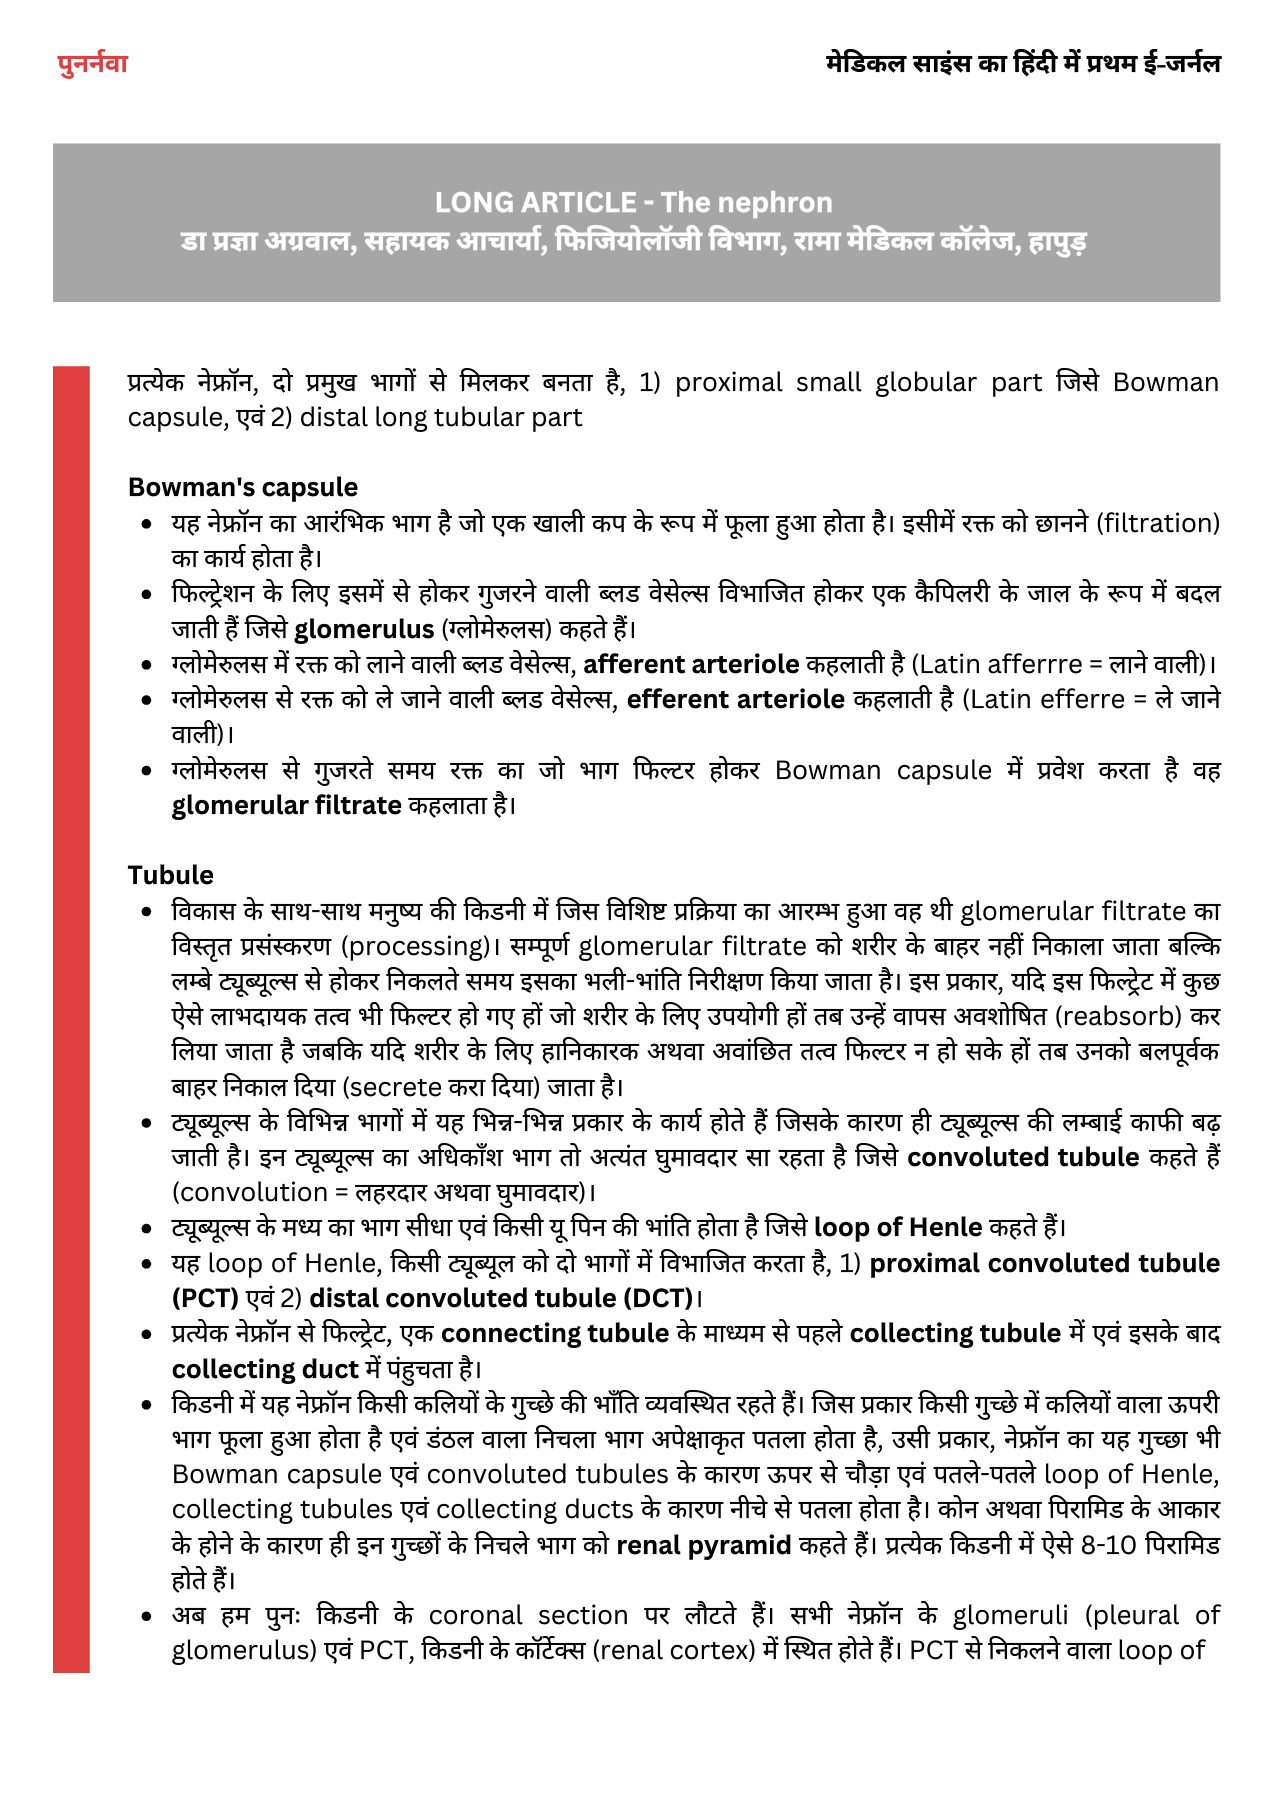 पुनर्नवा
मेडिकल साइंस का हिंदी में प्रथम ई-जर्नल
LONG ARTICLE - The nephron
डा प्रज्ञा अग्रवाल, सहायक आचार्या, फिजियोलॉजी विभाग, रामा मेडिकल कॉलेज, हापुड़
प्रत्येक नेफ्रॉन, दो प्रमुख भागों से मिलकर बनता है, 1) proximal small globular part जिसे Bowman
capsule, एवं 2) distal long tubular part
Bowman's capsule
• यह नेफ्रॉन का आरंभिक भाग है जो एक खाली कप के रूप में फूला हुआ होता है। इसीमें रक्त को छानने (filtration)
का कार्य होता है।
• फिल्ट्रेशन के लिए इसमें से होकर गुजरने वाली ब्लड वेसेल्स विभाजित होकर एक कैपिलरी के जाल के रूप में बदल
जाती हैं जिसे glomerulus (ग्लोमेरुलस) कहते हैं।
• ग्लोमेरुलस में रक्त को लाने वाली ब्लड वेसेल्स, afferent arteriole कहलाती है (Latin afferrre = लाने वाली)।
• ग्लोमेरुलस से रक्त को ले जाने वाली ब्लड वेसेल्स, efferent arteriole कहलाती है (Latin efferre = ले जाने
वाली)।
• ग्लोमेरुलस से गुजरते समय रक्त का जो भाग फिल्टर होकर Bowman capsule में प्रवेश करता है वह
glomerular filtrate कहलाता है।
Tubule
• विकास के साथ-साथ मनुष्य की किडनी में जिस विशिष्ट प्रक्रिया का आरम्भ हुआ वह थी glomerular filtrate का
विस्तृत प्रसंस्करण (processing)। सम्पूर्ण glomerular filtrate को शरीर के बाहर नहीं निकाला जाता बल्कि
लम्बे ट्यूब्यूल्स से होकर निकलते समय इसका भली-भांति निरीक्षण किया जाता है। इस प्रकार, यदि इस फिल्ट्रेट में कुछ
ऐसे लाभदायक तत्व भी फिल्टर हो गए हों जो शरीर के लिए उपयोगी हों तब उन्हें वापस अवशोषित (reabsorb) कर
लिया जाता है जबकि यदि शरीर के लिए हानिकारक अथवा अवांछित तत्व फिल्टर न हो सके हों तब उनको बलपूर्वक
बाहर निकाल दिया (secrete करा दिया) जाता है।
• ट्यूब्यूल्स के विभिन्न भागों में यह भिन्न-भिन्न प्रकार के कार्य होते हैं जिसके कारण ही ट्यूब्यूल्स की लम्बाई काफी बढ़
जाती है। इन ट्यूब्यूल्स का अधिकाँश भाग तो अत्यंत घुमावदार सा रहता है जिसे convoluted tubule कहते हैं
(convolution = लहरदार अथवा घुमावदार)।
• ट्यूब्यूल्स के मध्य का भाग सीधा एवं किसी यू पिन की भांति होता है जिसे loop of Henle कहते हैं।
• यह loop of Henle, किसी ट्यूब्यूल को दो भागों में विभाजित करता है, 1) proximal convoluted tubule
(PCT) एवं 2) distal convoluted tubule (DCT)।
• प्रत्येक नेफ्रॉन से फिल्ट्रेट, एक connecting tubule के माध्यम से पहले collecting tubule में एवं इसके बाद
collecting duct में पंहुचता है।
• किडनी में यह नेफ्रॉन किसी कलियों के गुच्छे की भाँति व्यवस्थित रहते हैं। जिस प्रकार किसी गुच्छे में कलियों वाला ऊपरी
भाग फूला हुआ होता है एवं डंठल वाला निचला भाग अपेक्षाकृत पतला होता है, उसी प्रकार, नेफ्रॉन का यह गुच्छा भी
Bowman capsule एवं convoluted tubules के कारण ऊपर से चौड़ा एवं पतले-पतले loop of Henle,
collecting tubules एवं collecting ducts के कारण नीचे से पतला होता है। कोन अथवा पिरामिड के आकार
के होने के कारण ही इन गुच्छों के निचले भाग को renal pyramid कहते हैं। प्रत्येक किडनी में ऐसे 8-10 पिरामिड
होते हैं।
• अब हम पुनः किडनी के coronal section पर लौटते हैं। सभी नेफ्रॉन के glomeruli (pleural of
glomerulus) एवं PCT, किडनी के कॉर्टेक्स (renal cortex) में स्थित होते हैं। PCT से निकलने वाला loop of